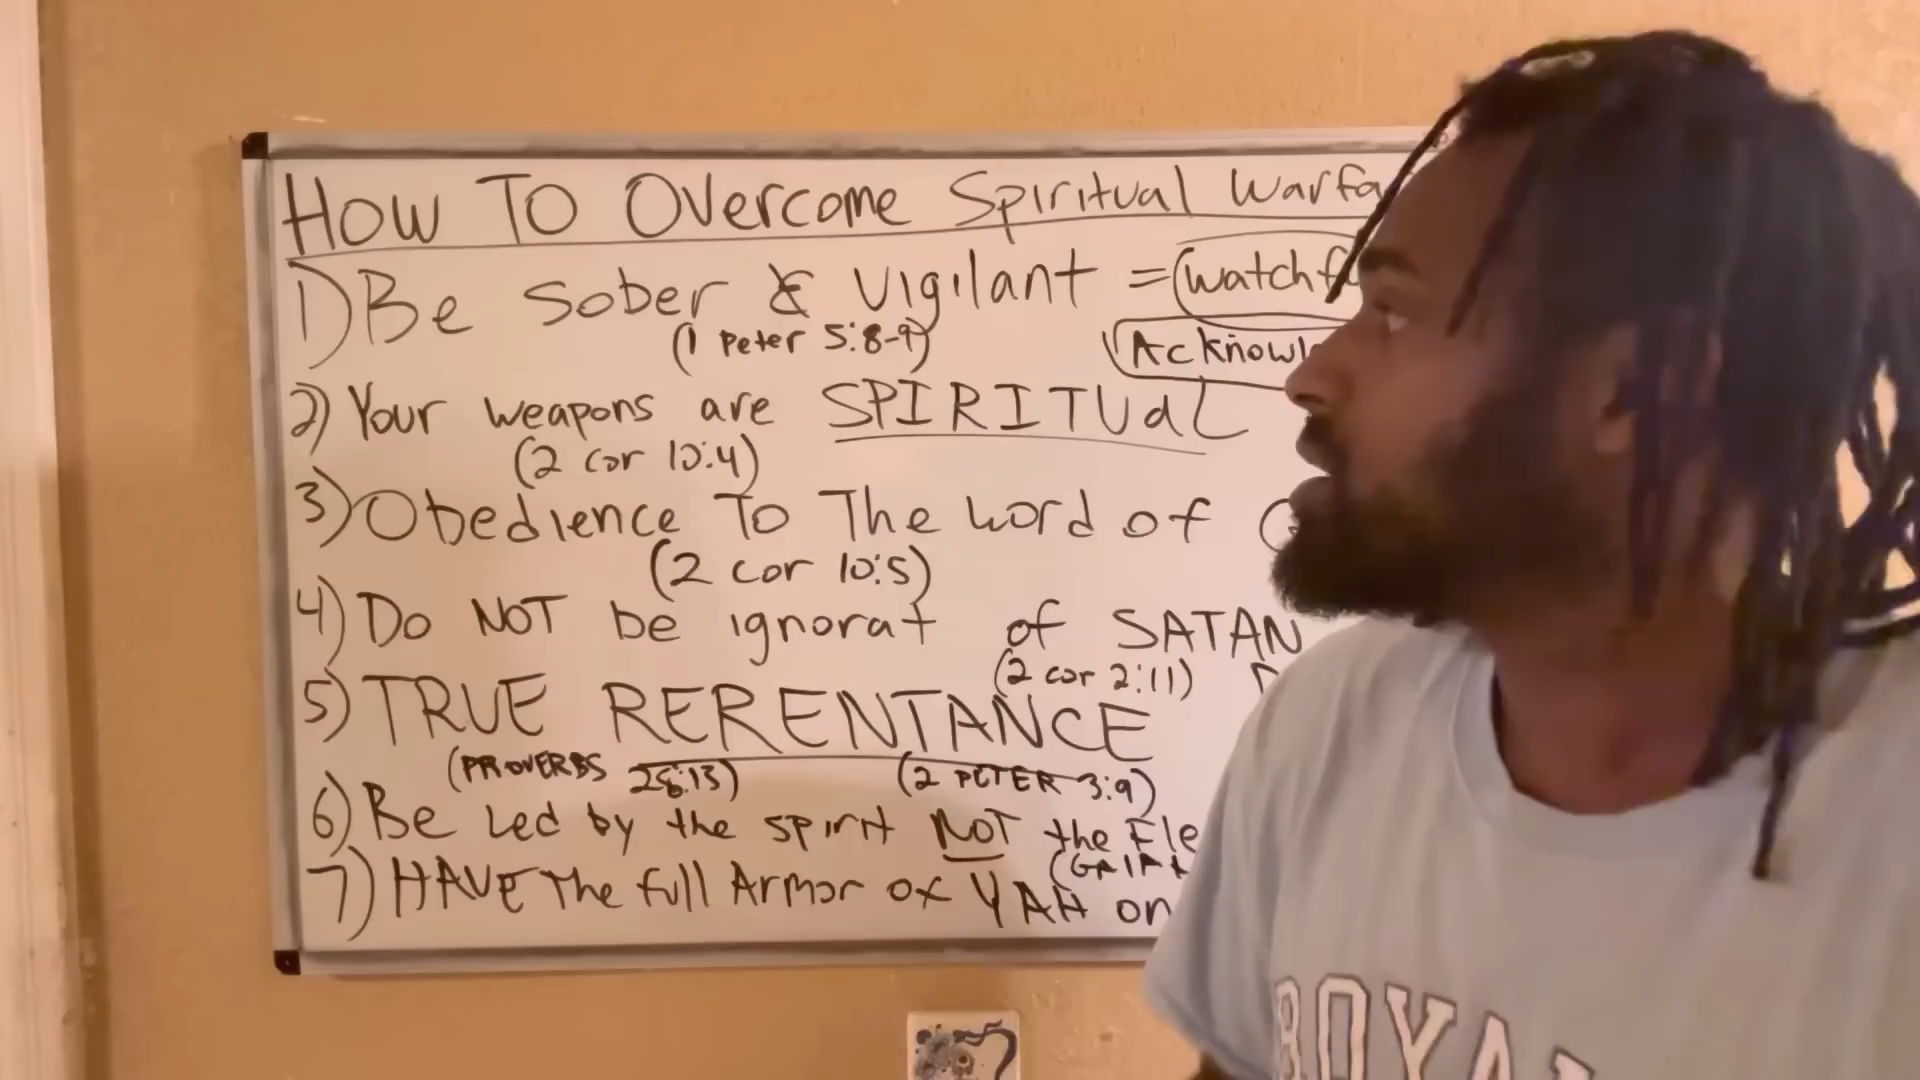 How To Overcome Spiritual Warfa
1) Be sober & Vigilant = (watchf
(1 Peter 5:8-9)
Acknowl
2) Your weapons are SPIRITUAL
(2 cor 10:4)
3) Obedience To The word of G
(2 cor 10:5)
4) Do NOT be ignorat of SATAN
(2 cor 2:11)
5) TRUE RERENTANCE
(PROVERBS 28:13) (2 PETER 3:9)
6) Be Led by the spirit NOT the Fle
(GALA
7) HAVE The full Armor of YAH on
ROYAL